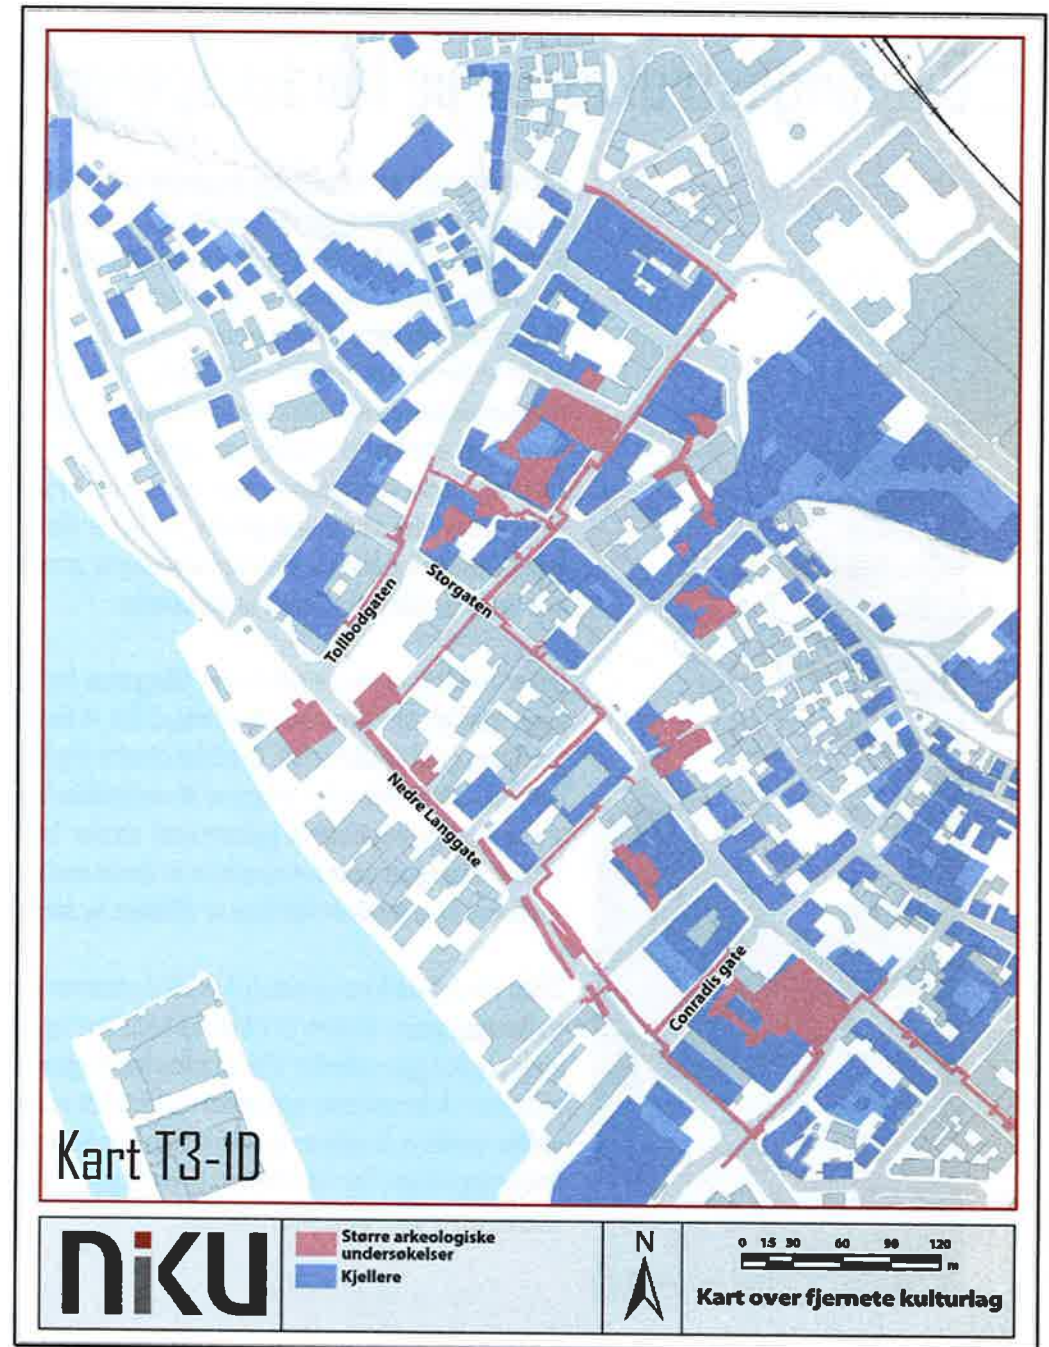 Tollbodgaten
Storgaten
Nedre Langgate
Conradis gate
Kart T3-1D
niku
Større arkeologiske
undersøkelser
Kjellere
N
0 15 30 60 90 120
m
Kart over fjernete kulturlag